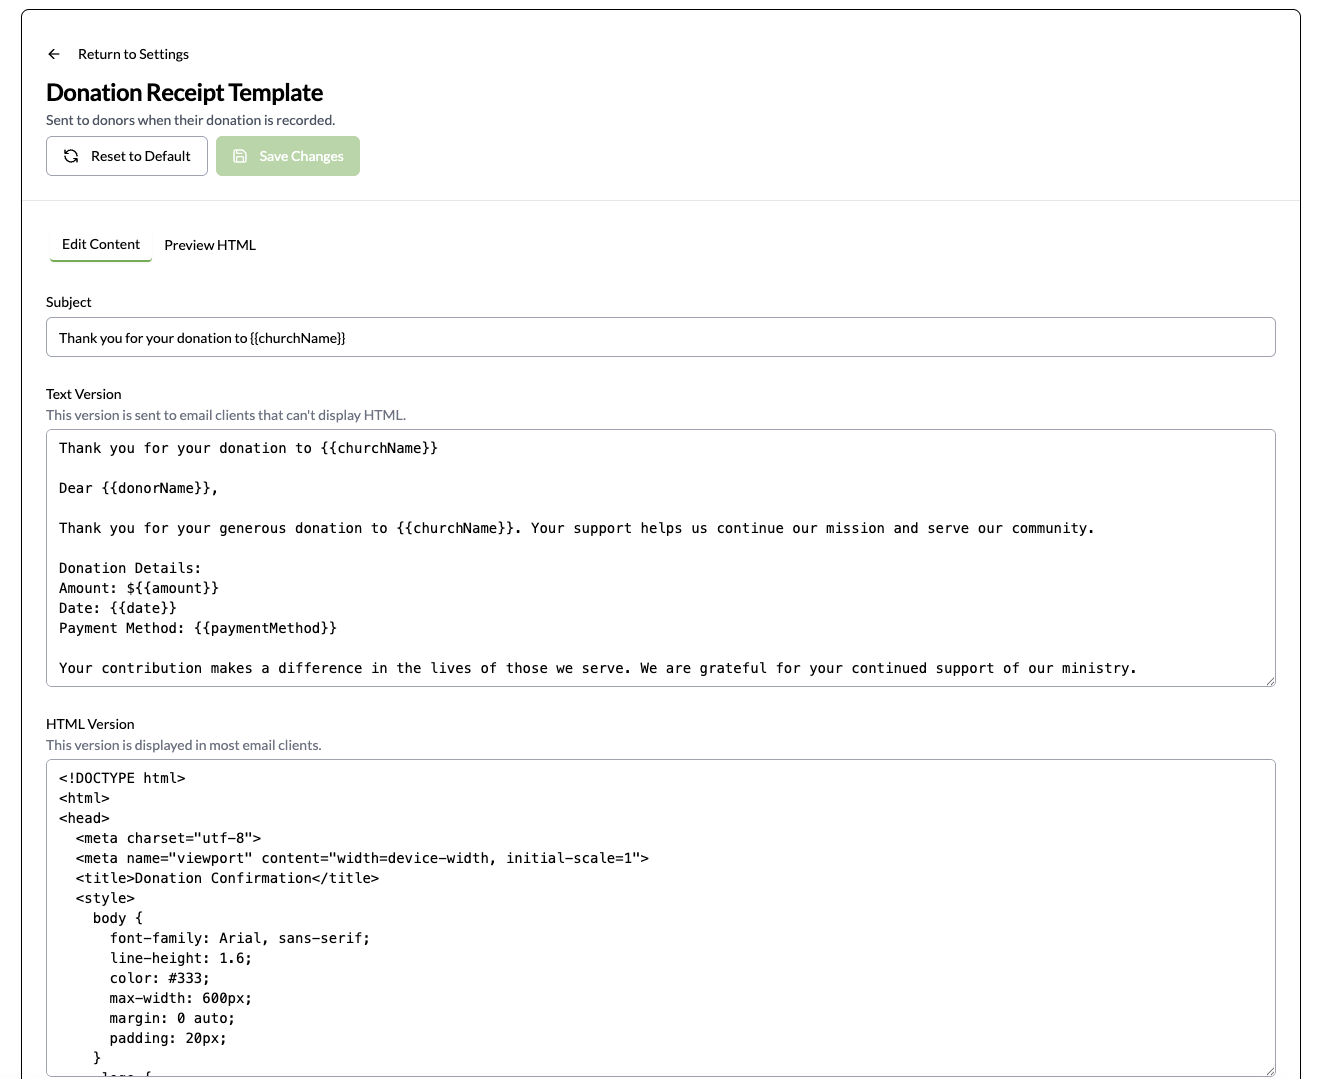 Return to Settings
Donation Receipt Template
Sent to donors when their donation is recorded.
Reset to Default
Save Changes
Edit Content
Preview HTML
Subject
Thank you for your donation to {{churchName}}
Text Version
This version is sent to email clients that can't display HTML.
Thank you for your donation to {{churchName}}
Dear {{donorName}},
Thank you for your generous donation to {{churchName}}. Your support helps us continue our mission and serve our community.
Donation Details:
Amount: ${{amount}}
Date: {{date}}
Payment Method: {{paymentMethod}}
Your contribution makes a difference in the lives of those we serve. We are grateful for your continued support of our ministry.
HTML Version
This version is displayed in most email clients.
<!DOCTYPE html>
<html>
<head>
  <meta charset="utf-8">
  <meta name="viewport" content="width=device-width, initial-scale=1">
  <title>Donation Confirmation</title>
  <style>
    body {
      font-family: Arial, sans-serif;
      line-height: 1.6;
      color: #333;
      max-width: 600px;
      margin: 0 auto;
      padding: 20px;
    }